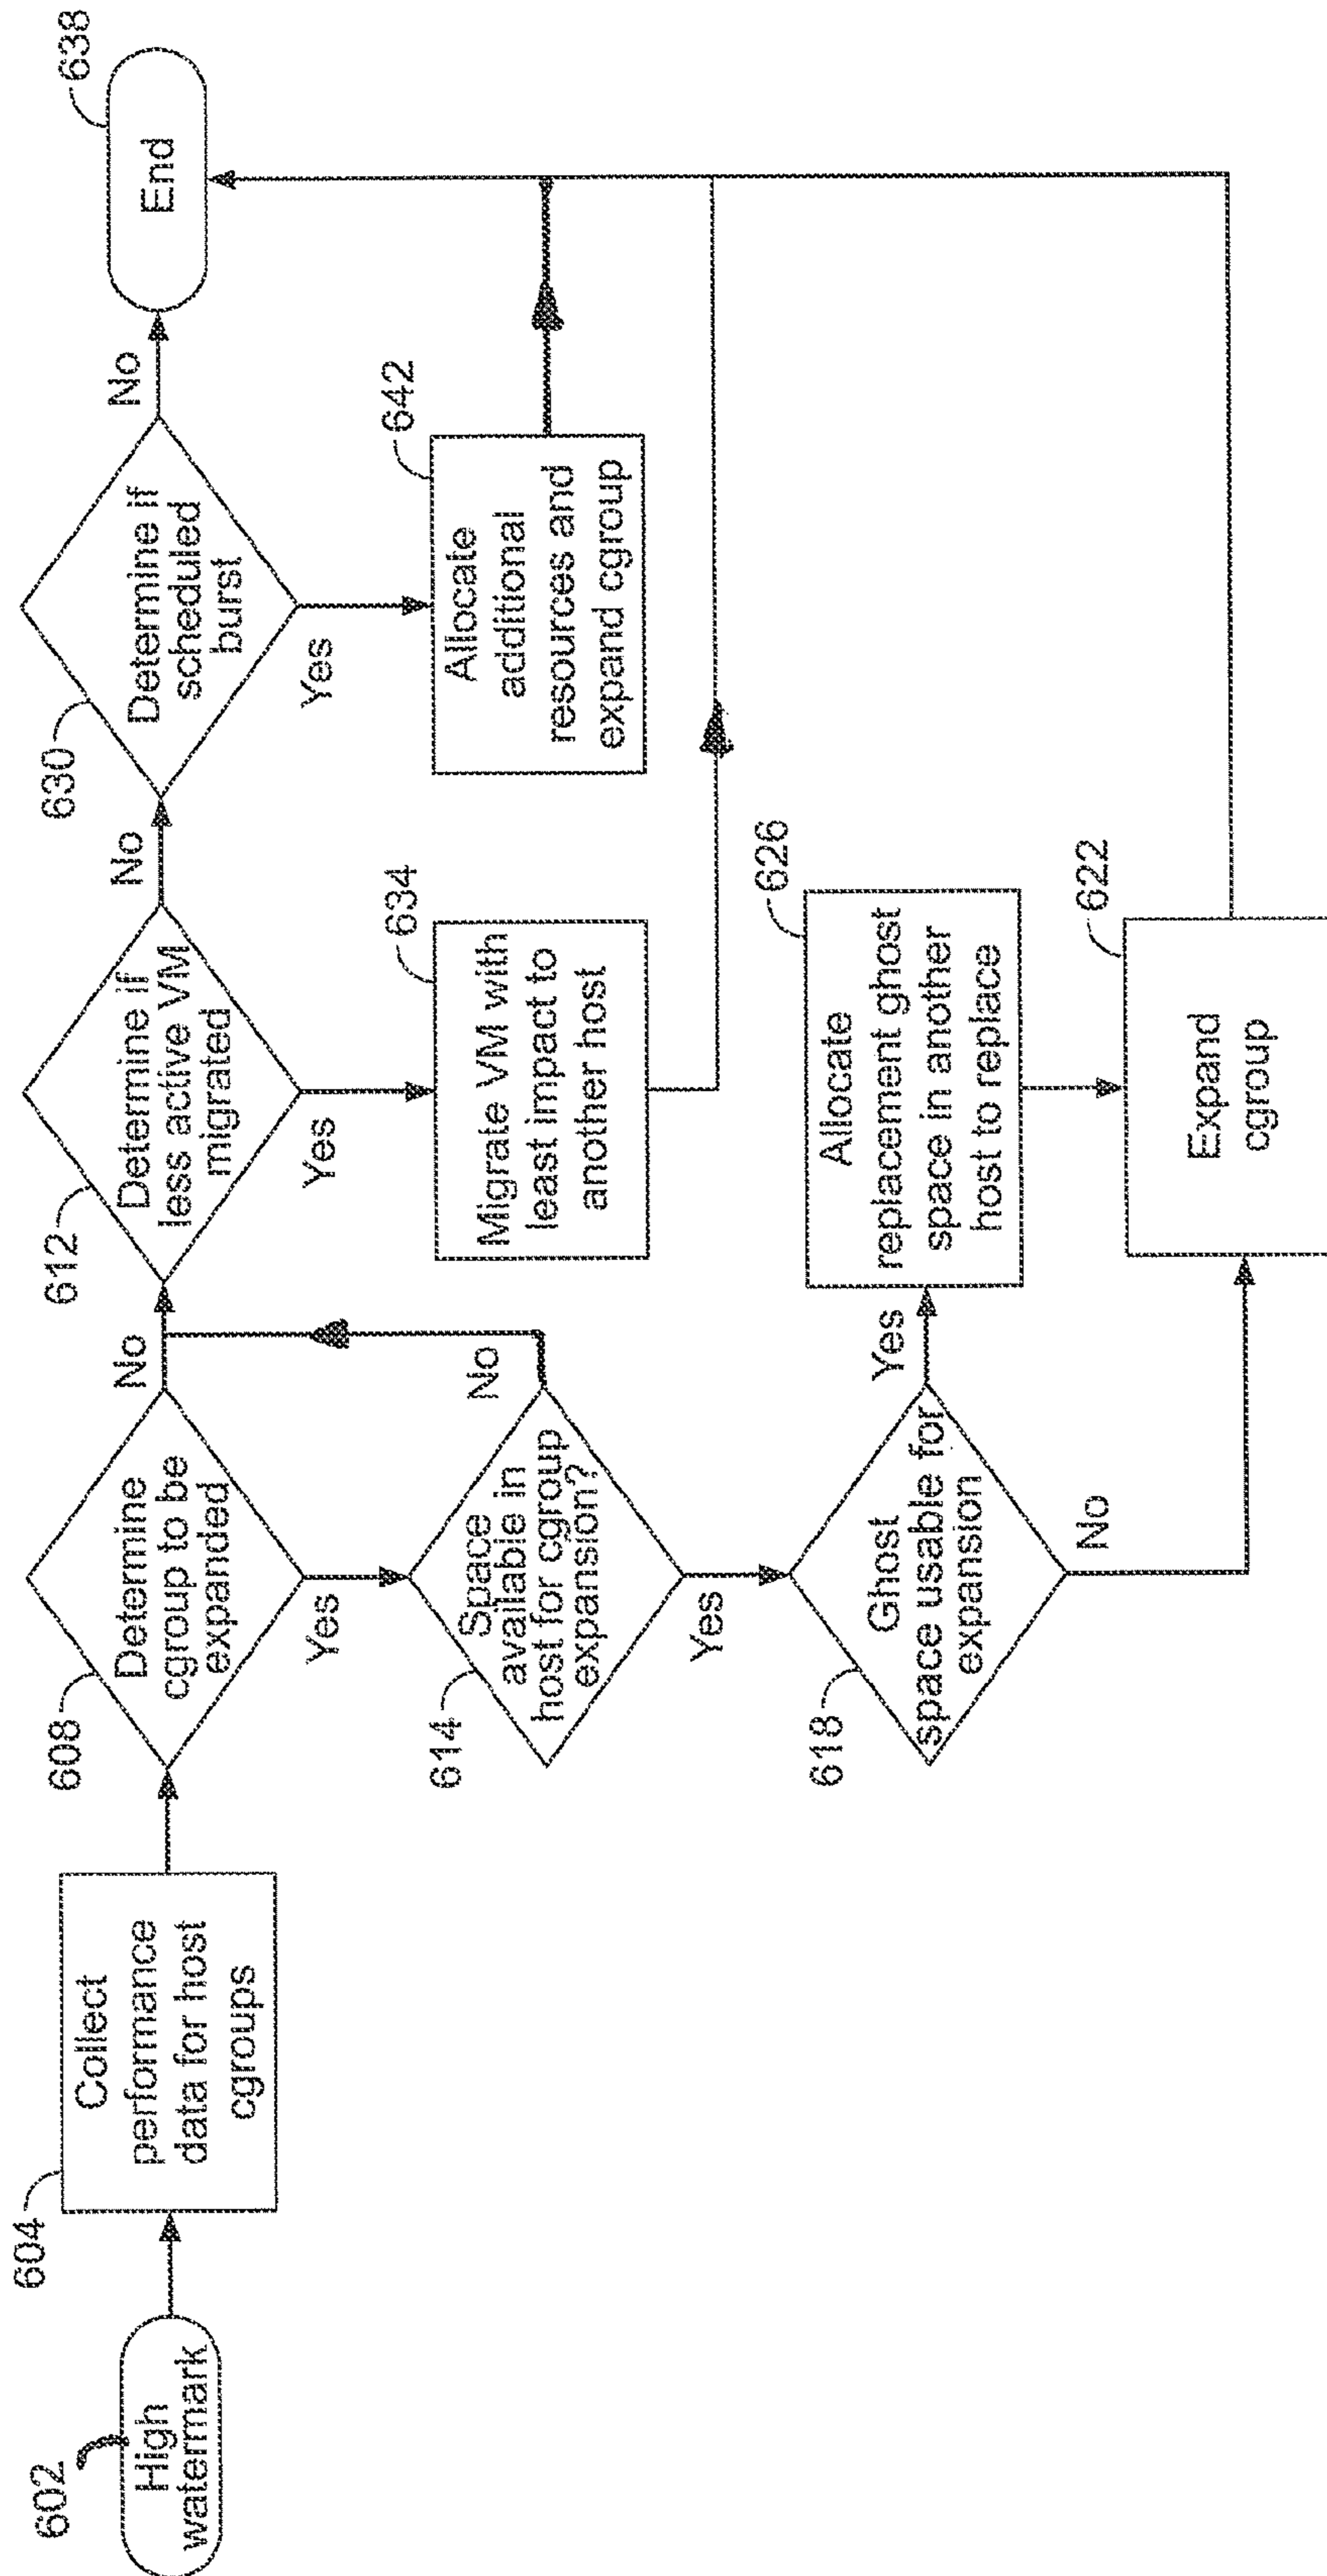 602
High
watermark
604
Collect
performance
data for host
cgroups
608
Determine
cgroup to be
expanded
No
Yes
612
Determine if
less active VM
migrated
No
Yes
630
Determine if
scheduled
burst
No
Yes
638
End
614
Space
available in
host for cgroup
expansion?
No
Yes
634
Migrate VM with
least impact to
another host
642
Allocate
additional
resources and
expand cgroup
618
Ghost
space usable for
expansion
Yes
No
626
Allocate
replacement ghost
space in another
host to replace
622
Expand
cgroup